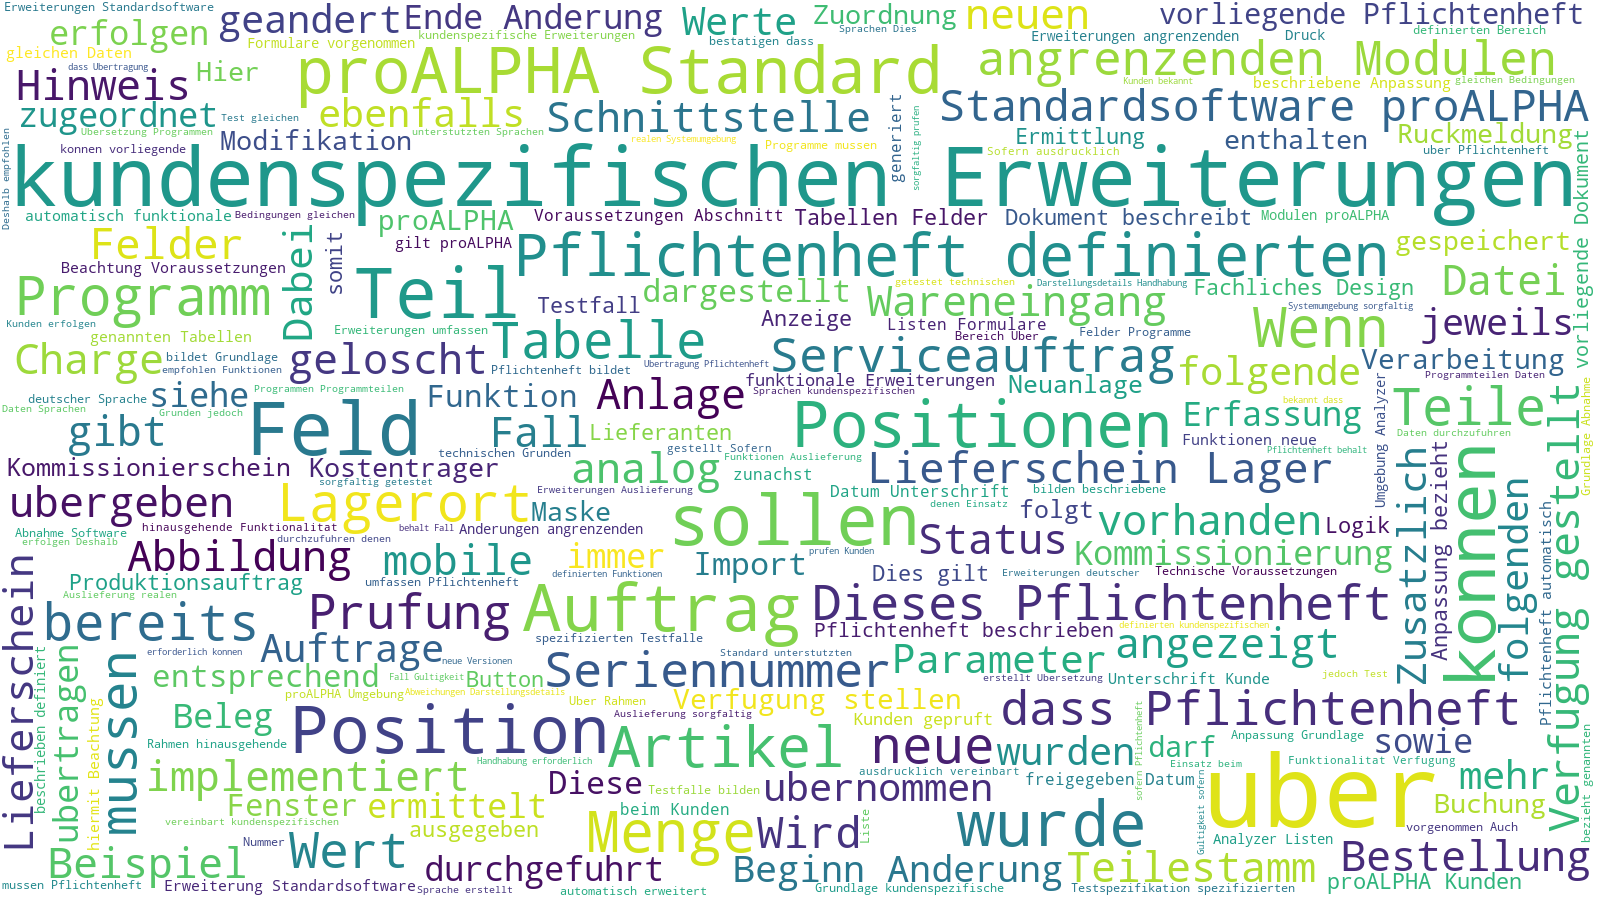 Erweiterungen Standardsoftware
geandert
Ende Anderung
Werte
Zuordnung
neuen
vorliegende Pflichtenheft
erfolgen
Formulare vorgenommen
kundenspezifische Erweiterungen
bestatigen dass
Sprachen Dies
Erweiterungen angrenzenden
Druck
definierten Bereich
gleichen Daten
dass Ubertragung
Hinweis
Hier
proALPHA Standard
angrenzenden Modulen
Kunden bekannt
beschriebene Anpassung
gleichen Bedingungen
zugeordnet
Test gleichen
ebenfalls
Schnittstelle
generiert
Standardsoftware proALPHA
Ubersetzung Programmen
Modifikation
unterstutzten Sprachen
realen Systemumgebung
Programme mussen
sorgfaltig prufen
Ermittlung
enthalten
Ruckmeldung
Deshalb empfohlen
konnen vorliegende
Sofern ausdrucklich
uber Pflichtenheft
vorliegende Dokument
kundenspezifischen
Erweiterungen
automatisch funktionale
Bedingungen gleichen
proALPHA
Voraussetzungen Abschnitt
Tabellen Felder
Dokument beschreibt
Modulen proALPHA
Felder
Dabei
somit
gilt proALPHA
Pflichtenheft definierten
gespeichert
Beachtung Voraussetzungen
Programm
Teil
Testfall
dargestellt
getestet technischen
Darstellungsdetails Handhabung
Fachliches Design
Datei
Wareneingang
Systemumgebung sorgfaltig
Kunden erfolgen
genannten Tabellen
Erweiterungen umfassen
Tabelle
Anzeige
Listen Formulare
Bereich Uber
Felder Programme
Wenn
jeweils
Charge
bildet Grundlage
empfohlen Funktionen
geloscht
Pflichtenheft bildet
Ubertragung Pflichtenheft
Serviceauftrag
folgende
Verarbeitung
deutscher Sprache
siehe
Programmen Programmteilen
Funktion
Anlage
funktionale Erweiterungen
Sprachen kundenspezifischen
Neuanlage
bekannt dass
Umgebung Analyzer
Programmteilen Daten
Teile
Daten Sprachen
Grunden jedoch
gibt
Feld
Fall
Lieferanten
Positionen
Erfassung
Daten durchzufuhren
Verfugung gestellt
Grundlage Abnahme
technischen Grunden
gestellt Sofern
Funktionen Auslieferung
Funktionen neue
Pflichtenheft behalt
Kommissionierschein
Kostentrager
sorgfaltig getestet
analog
zunachst
Lieferschein Lager
Zusatzlich
Anpassung bezieht
konnen
ubergeben
Lagerort
Erweiterungen Auslieferung
Maske
Datum Unterschrift
denen Einsatz
bilden beschriebene
folgt
vorhanden
Logik
folgenden
Abnahme Software
hinausgehende Funktionalitat
behalt Fall
Anderungen angrenzenden
sollen
Status
erfolgen Deshalb
durchzufuhren denen
Pflichtenheft automatisch
Abbildung
mobile
immer
Import
prufen Kunden
Kommissionierung
Lieferschein
Produktionsauftrag
umfassen Pflichtenheft
definierten Funktionen
Dies gilt
Erweiterungen deutscher
Technische Voraussetzungen
Auslieferung realen
bereits
Prufung
Auftrag
Dieses Pflichtenheft
definierten kundenspezifischen
beschrieben definiert
ubertragen
mussen
erforderlich konnen
Auftrage
neue Versionen
spezifizierten Testfalle
Standard unterstutzten
Pflichtenheft beschrieben
angezeigt
entsprechend
Fall Gultigkeit
Button
Seriennummer
Parameter
erstellt Ubersetzung
Unterschrift Kunde
jedoch Test
hiermit Beachtung
proALPHA Umgebung
Abweichungen Darstellungsdetails
Uber Rahmen
Verfugung stellen
Beleg
Position
Auslieferung sorgfaltig
Kunden gepruft
dass
Pflichtenheft
sofern Pflichtenheft
Rahmen hinausgehende
Handhabung erforderlich
Artikel
neue
wurden
darf
Anpassung Grundlage
sowie
bezieht genannten
implementiert
Diese
Testfalle bilden
ausdrucklich vereinbart
ubernommen
freigegeben
Datum
Einsatz beim
Gultigkeit sofern
Funktionalitat Verfugung
mehr
Fenster
ermittelt
beim Kunden
uber
Buchung
vereinbart kundenspezifischen
ausgegeben
Menge
Wird
Liste
wurde
Analyzer Listen
vorgenommen Auch
Beispiel
Nummer
Wert
durchgefuhrt
Beginn Anderung
Teilestamm
Bestellung
mussen Pflichtenheft
Erweiterung Standardsoftware
Sprache erstellt
automatisch erweitert
Grundlage kundenspezifische
Testspezifikation spezifizierten
proALPHA Kunden